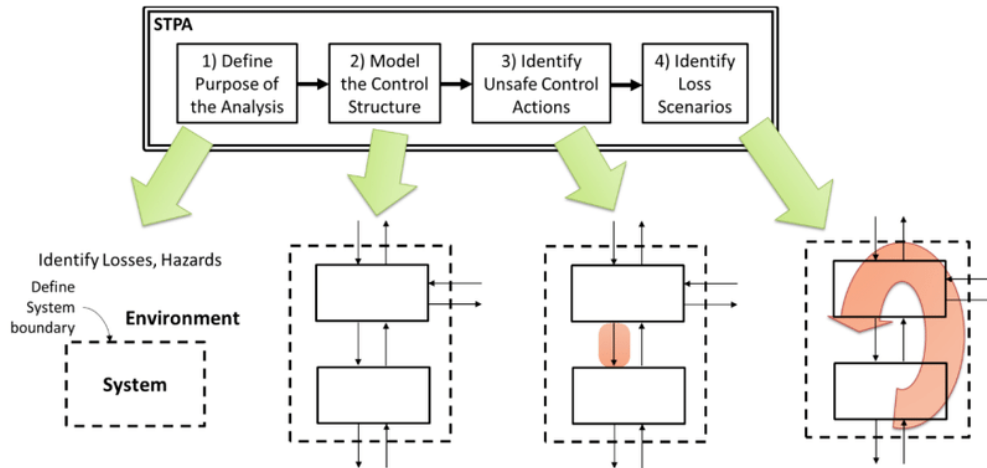 STPA
1) Define
Purpose of
the Analysis
2) Model
the Control
Structure
3) Identify
Unsafe Control
Actions
4) Identify
Loss
Scenarios
Identify Losses, Hazards
Define
System
boundary
Environment
System